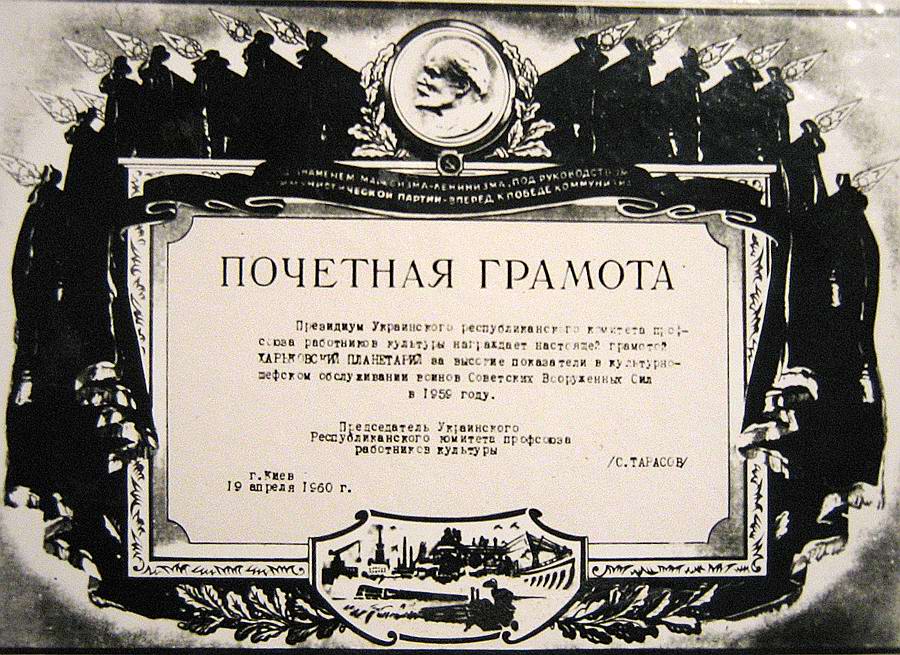 ЗНАМЕНЕМ МАРКСИЗМА-ЛЕНИНИЗМА, ПОД РУКОВОДСТВОМ
КОММУНИСТИЧЕСКОЙ ПАРТИИ-ВПЕРЕД К ПОБЕДЕ КОММУНИЗМА
ПОЧЕТНАЯ ГРАМОТА
Президиум Украинского республиканского комитета проф-
союза работников культуры награждает настоящей грамотой
ХАРЬКОВСКИЙ ПЛАНЕТАРИЙ за высокие показатели в культурно-
шефском обслуживании воинов Советских Вооруженных Сил
в 1959 году.
Председатель Украинского
Республиканского комитета профсоюза
работников культуры
/С.ТАРАСОВ/
г.Киев
19 апреля 1960 г.